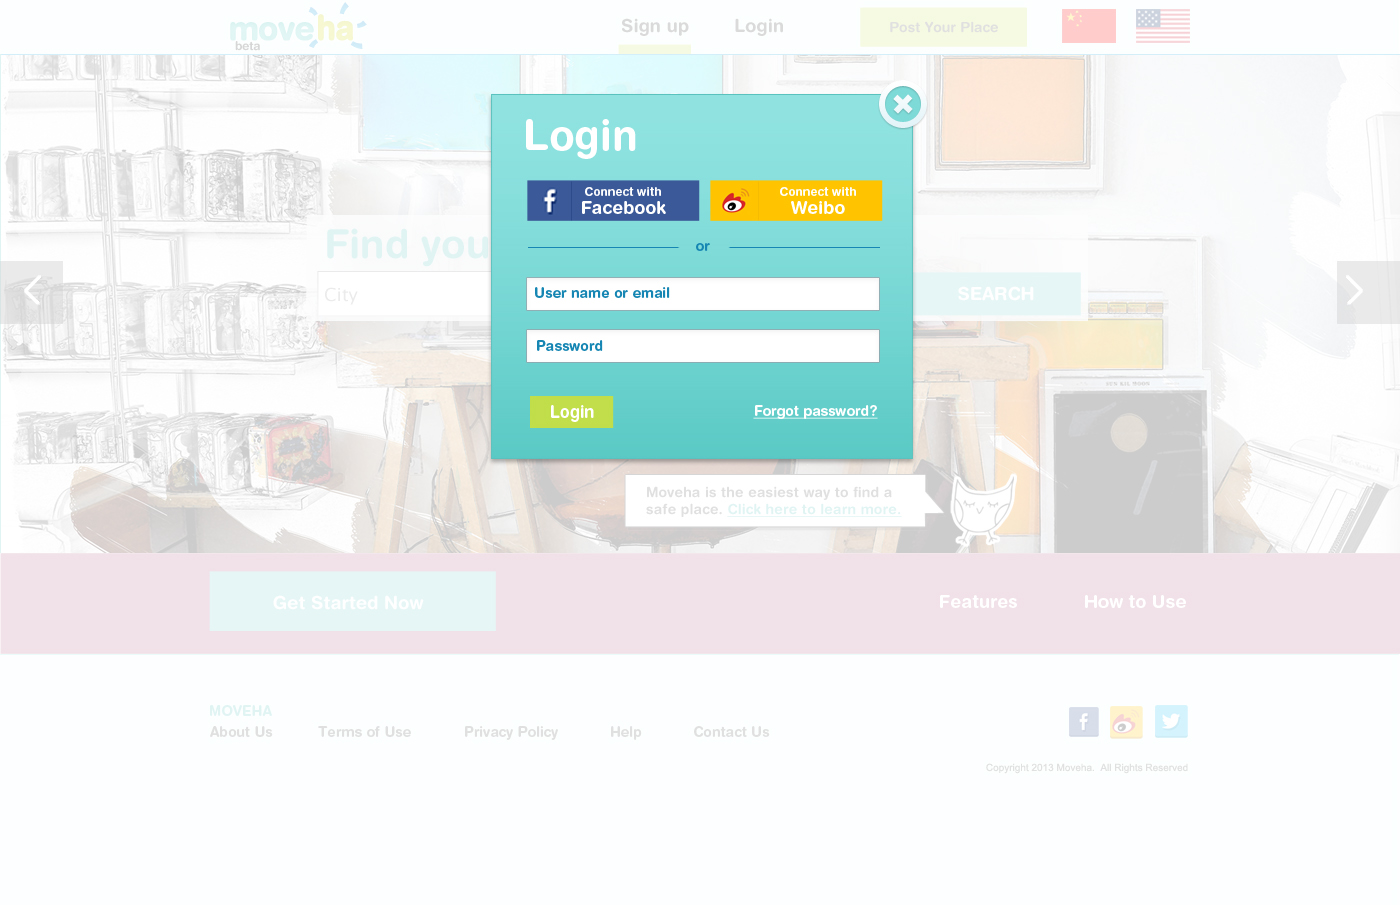 moveha
beta
Sign up
Login
Post Your Place
Login
Connect with
Facebook
Connect with
Weibo
or
Find you
City
SEARCH
User name or email
Password
Login
Forgot password?
Moveha is the easiest way to find a
safe place. Click here to learn more.
Get Started Now
Features
How to Use
MOVEHA
About Us
Terms of Use
Privacy Policy
Help
Contact Us
Copyright 2013 Moveha. All Rights Reserved